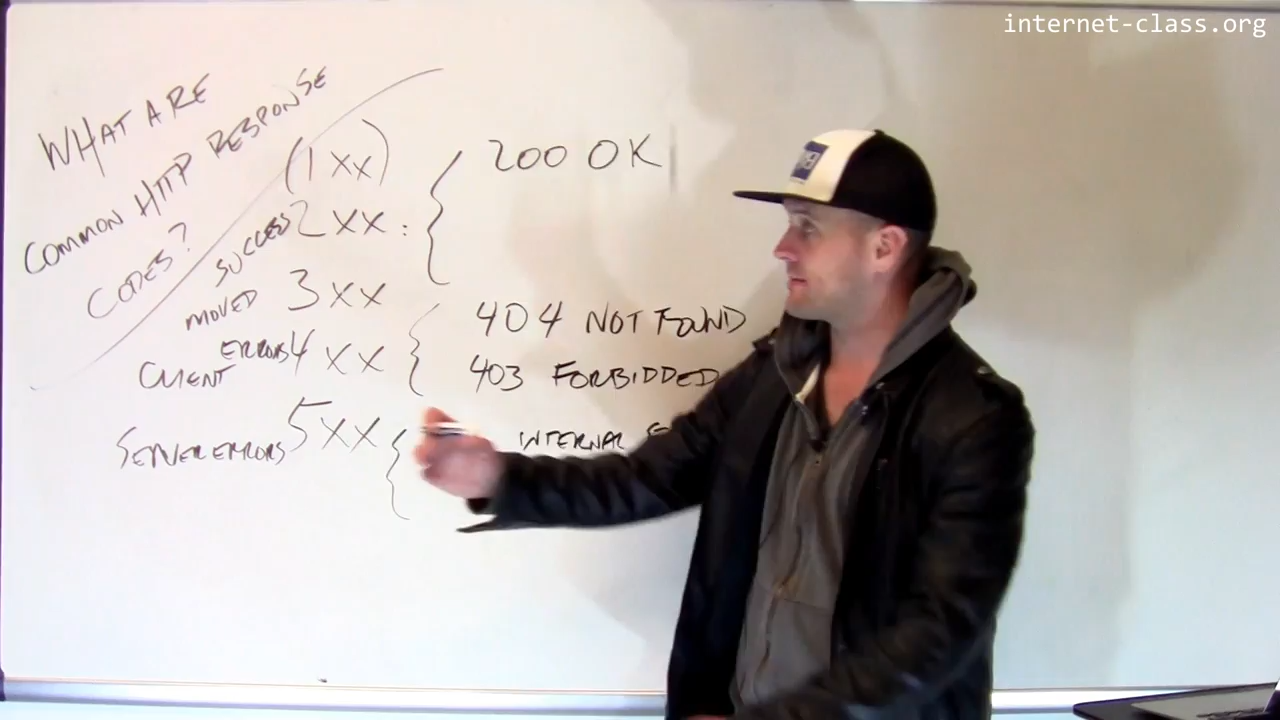 internet-class.org
WHAT ARE
COMMON HTTP RESPONSE
CODES?
(1XX)
SUCCESS 2XX :
200 OK
MOVED 3XX
CLIENT ERRORS 4XX
404 NOT FOUND
403 FORBIDDED
SERVER ERRORS 5XX
INTERNAL